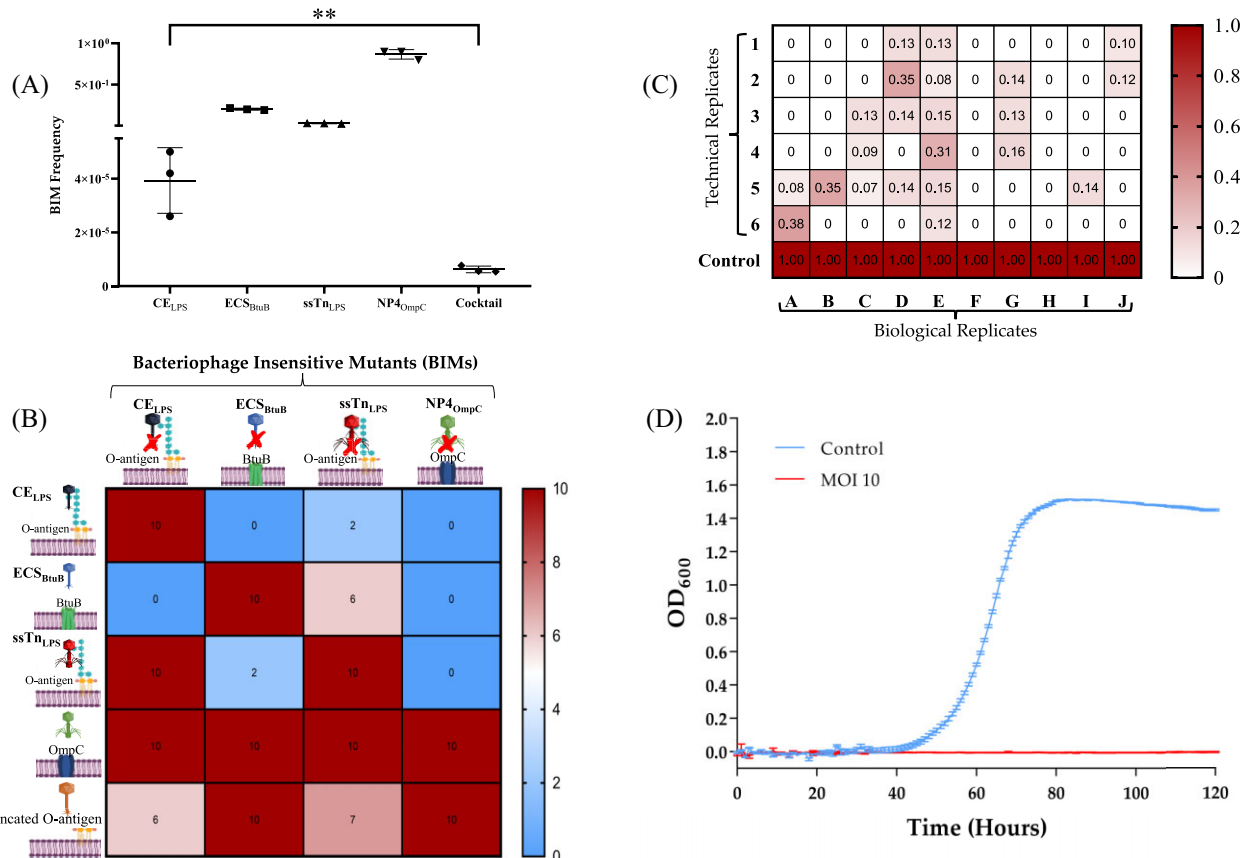 (A)
**
1×10⁰
5×10⁻¹
4×10⁻⁵
2×10⁻⁵
0
BIM Frequency
CE_LPS ECS_BtuB ssTn_LPS NP4_OmpC Cocktail
(C)
Technical Replicates
1 0 0 0 0.13 0.13 0 0 0 0 0.10
2 0 0 0 0.35 0.08 0 0.14 0 0 0.12
3 0 0 0.13 0.14 0.15 0 0.13 0 0 0
4 0 0 0.09 0 0.31 0 0.16 0 0 0
5 0.08 0.35 0.07 0.14 0.15 0 0 0 0.14 0
6 0.38 0 0 0 0.12 0 0 0 0 0
Control 1.00 1.00 1.00 1.00 1.00 1.00 1.00 1.00 1.00 1.00
A B C D E F G H I J
Biological Replicates
1.0
0.8
0.6
0.4
0.2
0
(B)
Bacteriophage Insensitive Mutants (BIMs)
CE_LPS ECS_BtuB ssTn_LPS NP4_OmpC
O-antigen BtuB O-antigen OmpC
CE_LPS
O-antigen
10 0 2 0
ECS_BtuB
BtuB
0 10 6 0
ssTn_LPS
O-antigen
10 2 10 0
OmpC
10 10 10 10
ncated O-antigen
6 10 7 10
10
8
6
4
2
0
(D)
Control
MOI 10
2.0
1.8
1.6
1.4
1.2
1.0
0.8
0.6
0.4
0.2
0.0
OD₆₀₀
0 20 40 60 80 100 120
Time (Hours)